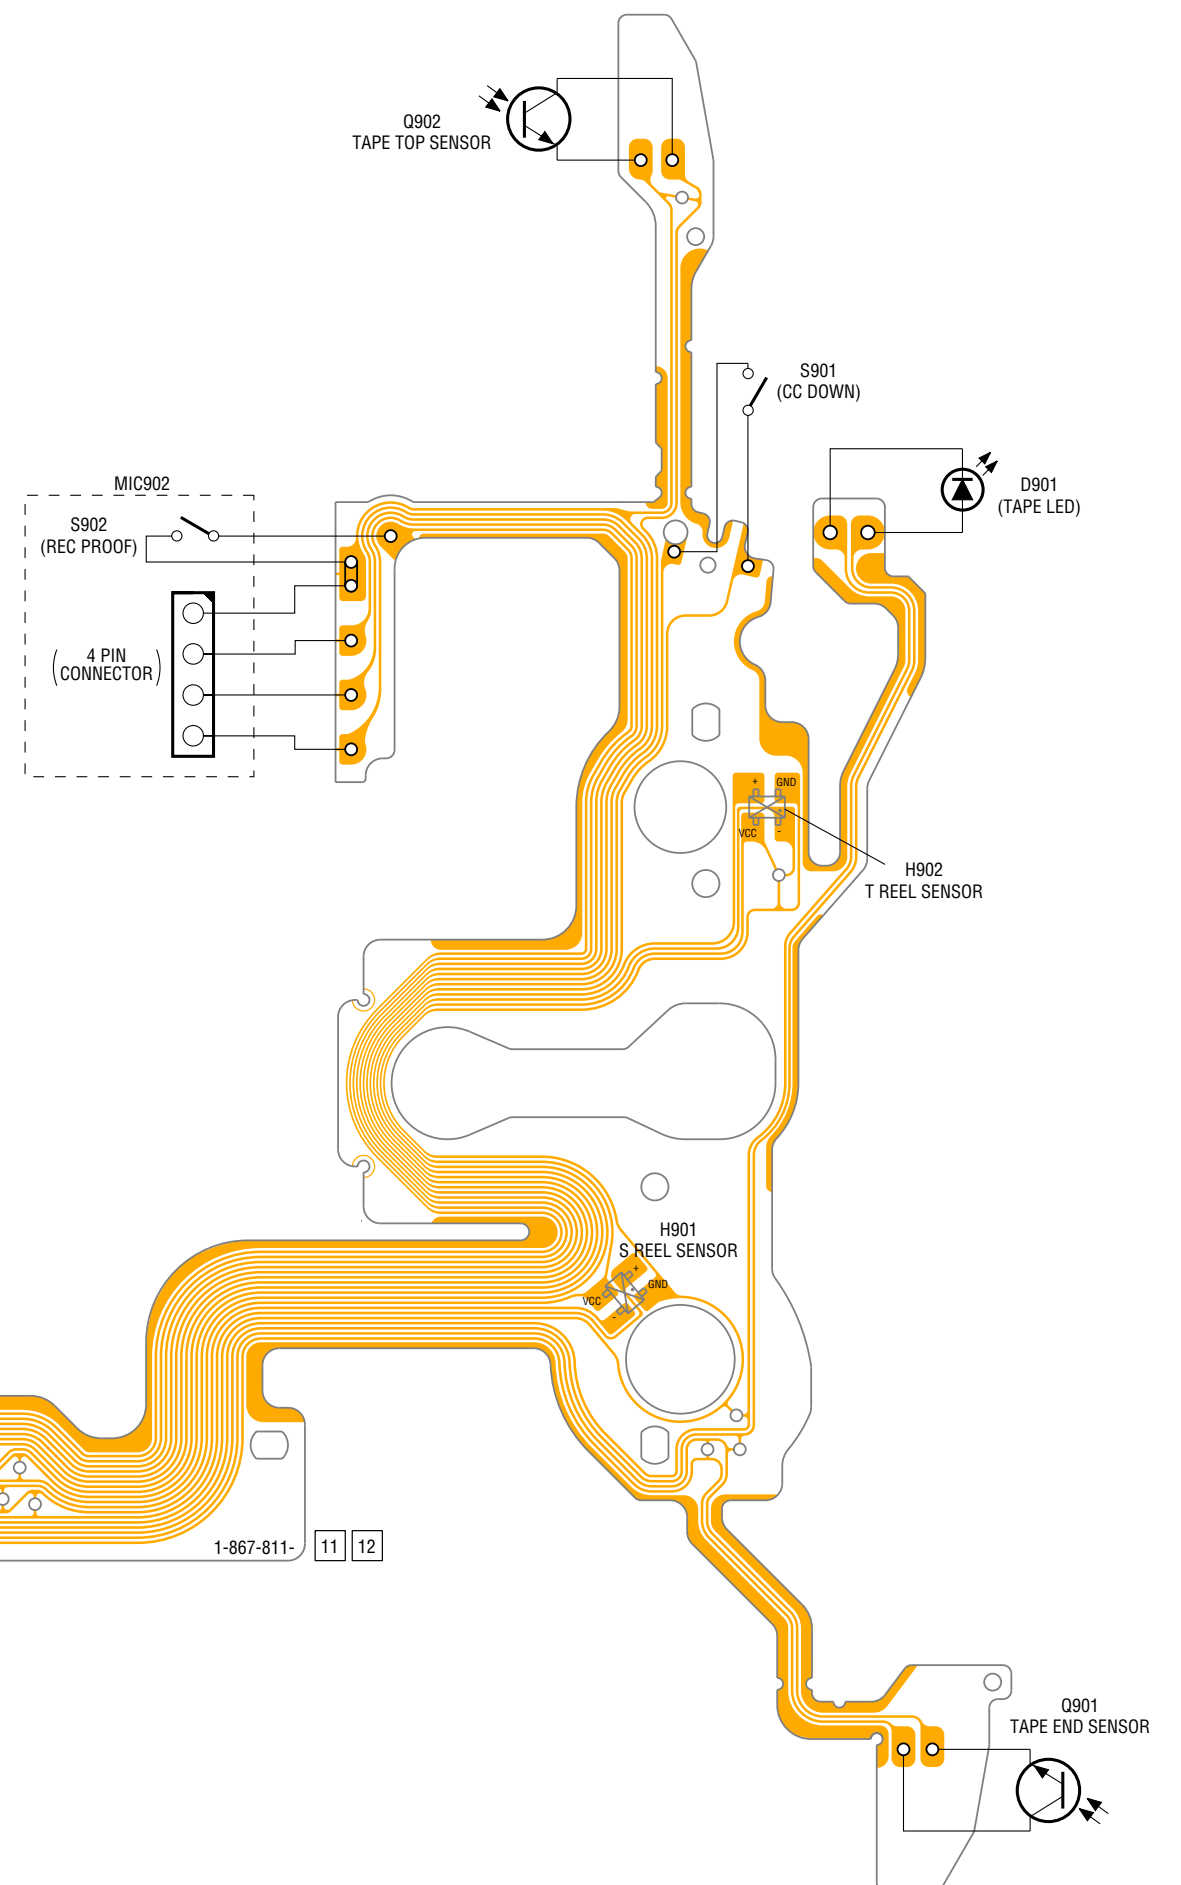 Q902
TAPE TOP SENSOR
S901
(CC DOWN)
D901
(TAPE LED)
MIC902
S902
(REC PROOF)
4 PIN
CONNECTOR
( )
+ GND
VCC -
H902
T REEL SENSOR
H901
S REEL SENSOR
+
GND
VCC
-
1-867-811- 11 12
Q901
TAPE END SENSOR